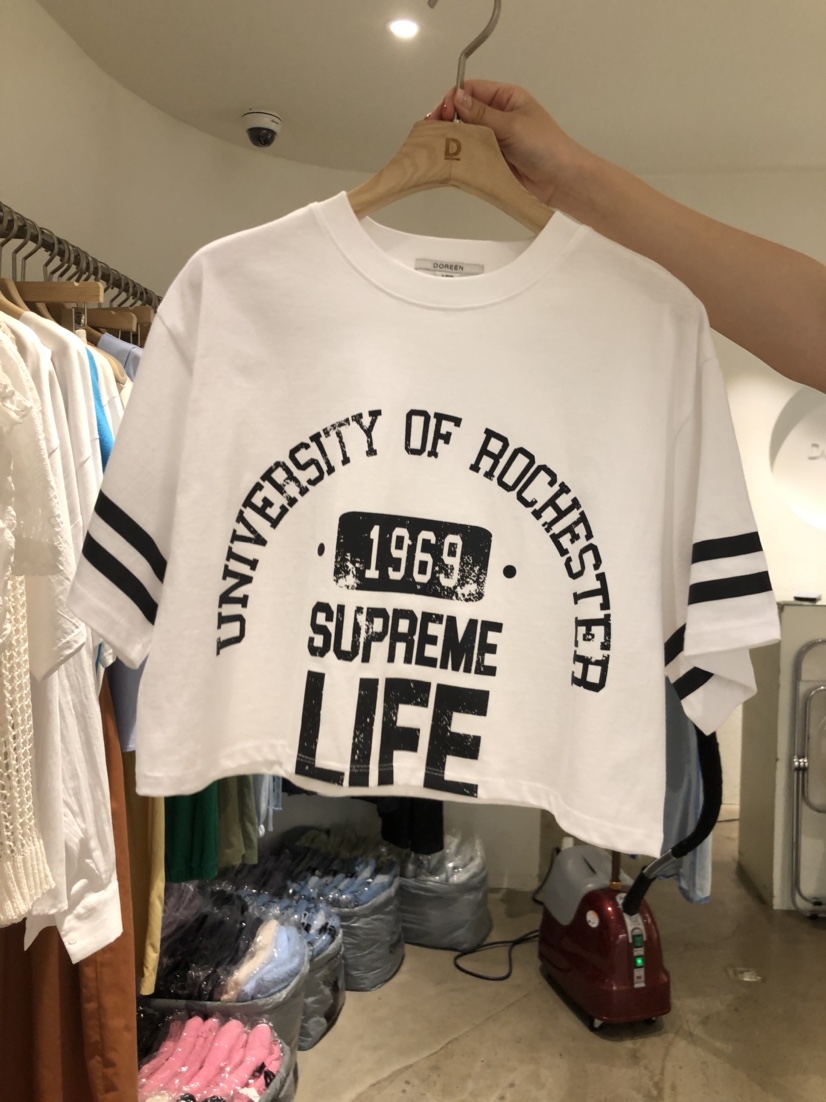 D
DOREEN
UNIVERSITY OF ROCHESTER
1969
SUPREME
LIFE